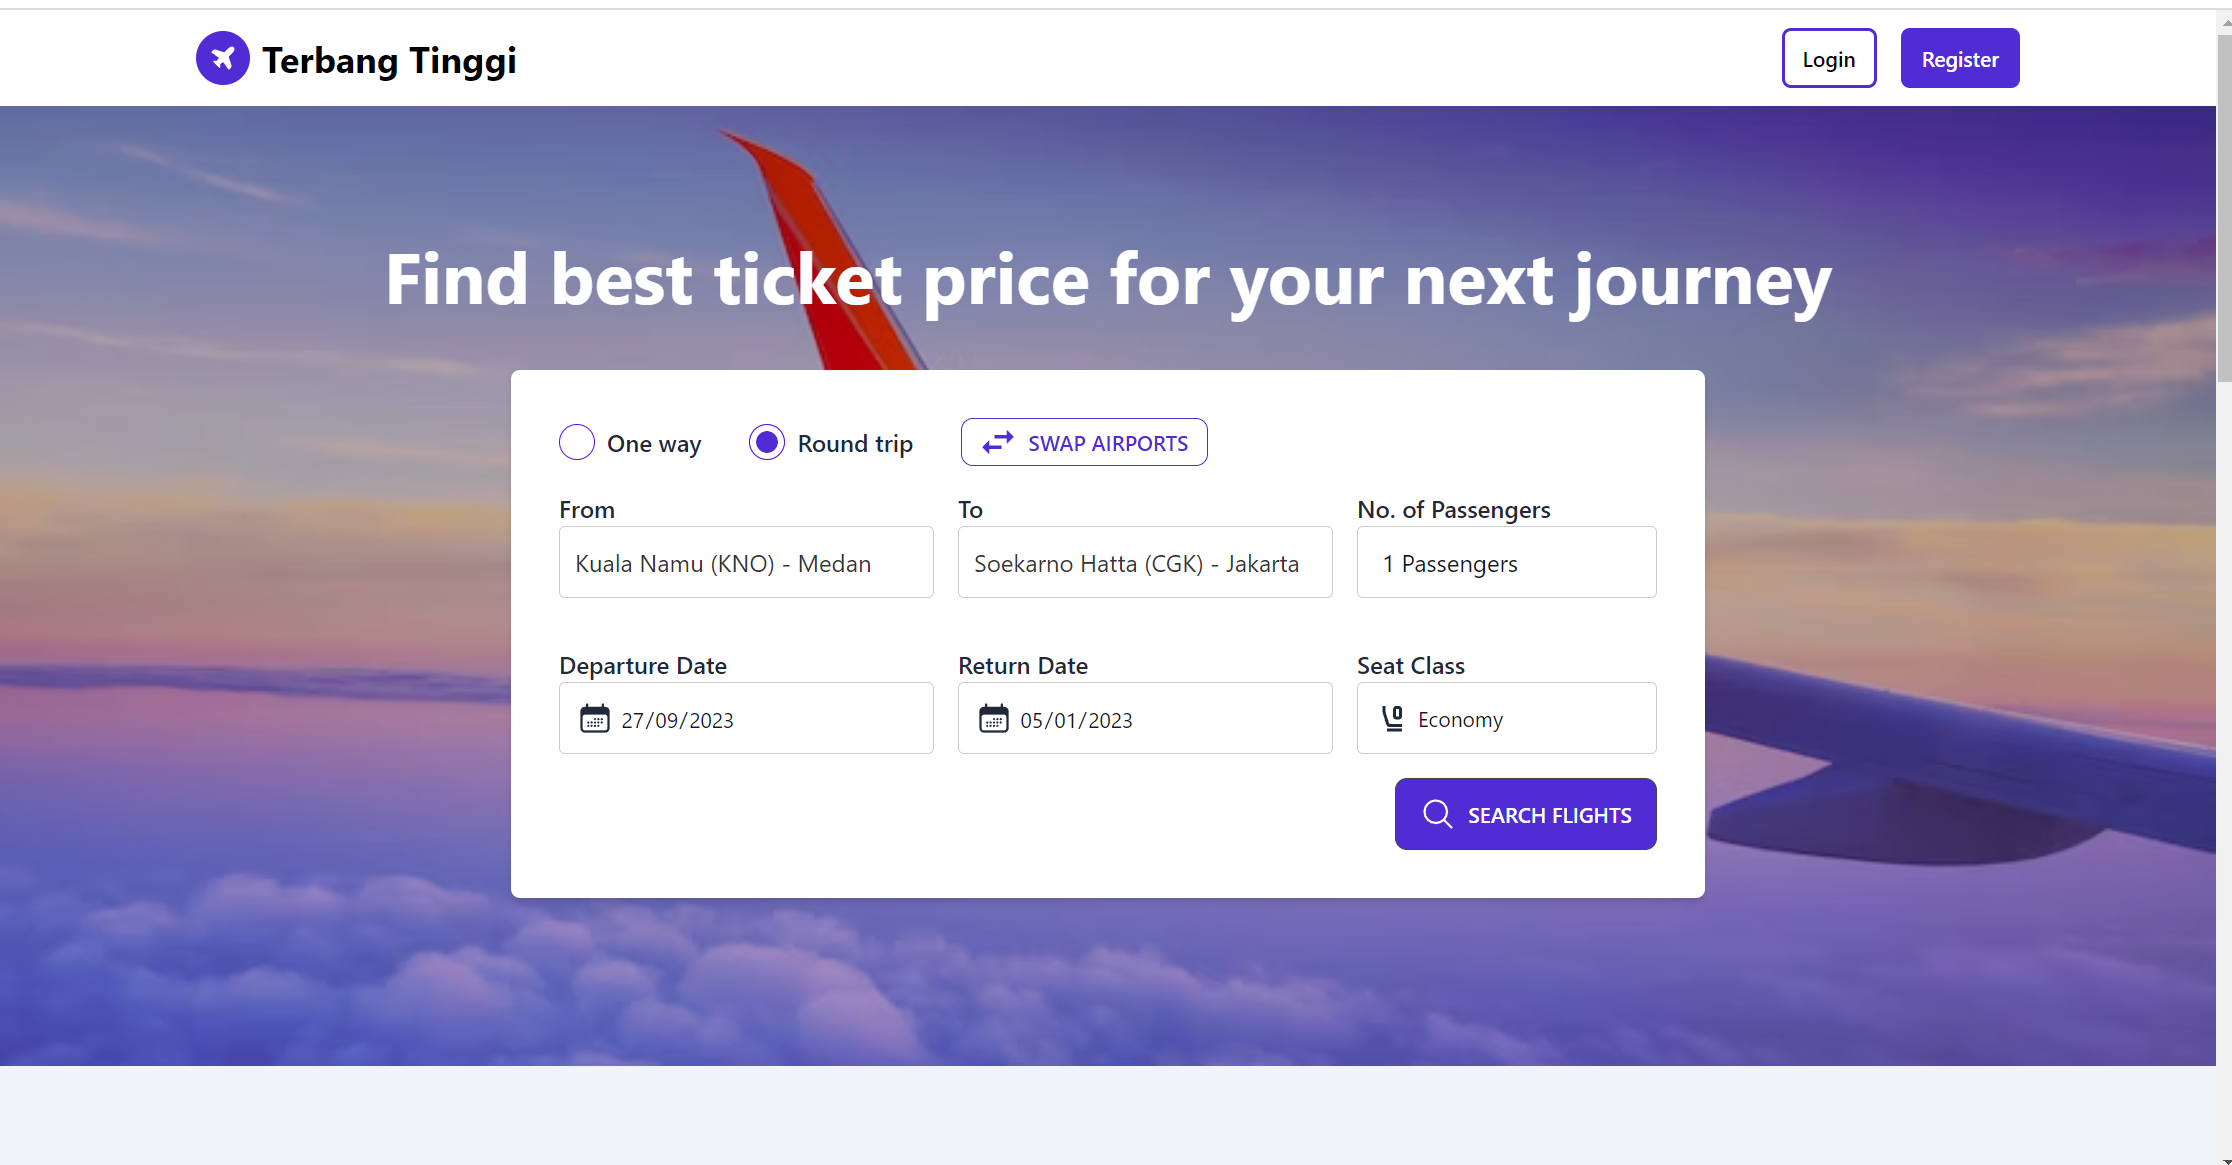 Terbang Tinggi
Login
Register
Find best ticket price for your next journey
One way
Round trip
SWAP AIRPORTS
From
To
No. of Passengers
Kuala Namu (KNO) - Medan
Soekarno Hatta (CGK) - Jakarta
1 Passengers
Departure Date
Return Date
Seat Class
27/09/2023
05/01/2023
Economy
SEARCH FLIGHTS